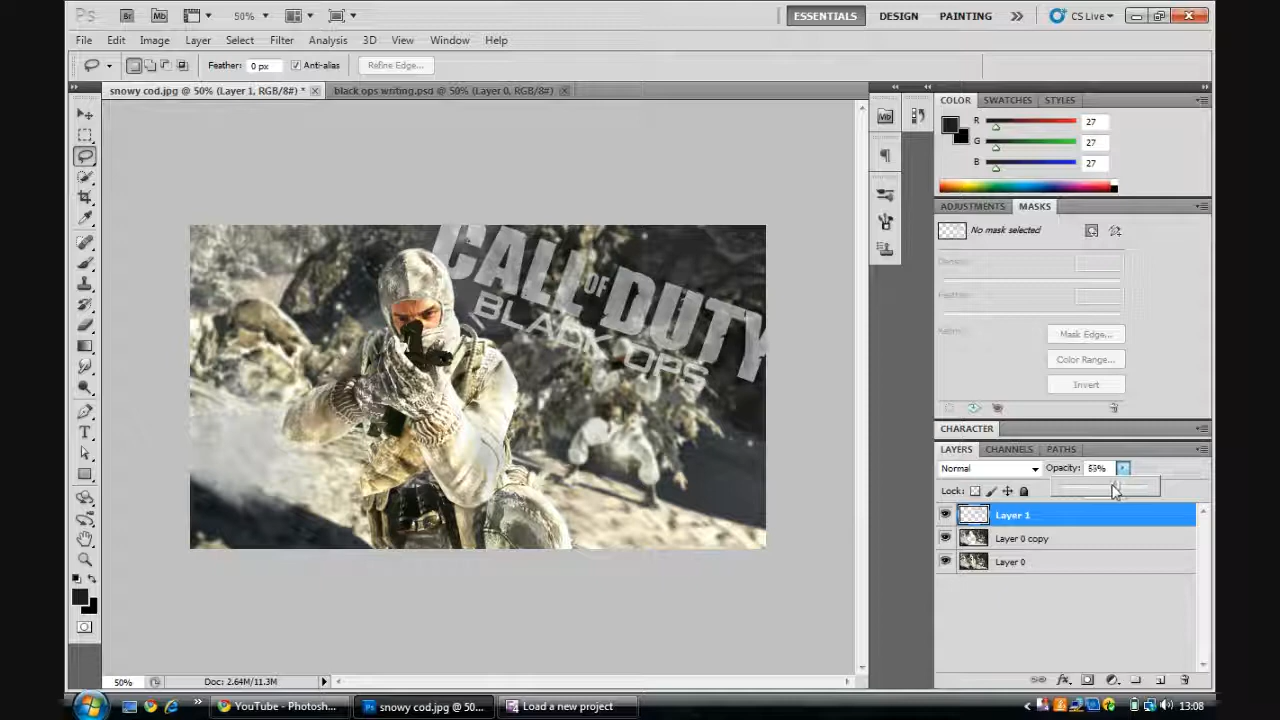 Ps Br Mb 50% ESSENTIALS DESIGN PAINTING CS Live
File Edit Image Layer Select Filter Analysis 3D View Window Help
Feather: 0 px Anti-alias Refine Edge...
snowy cod.jpg @ 50% (Layer 1, RGB/8#) * black ops writing.psd @ 50% (Layer 0, RGB/8#)
COLOR SWATCHES STYLES
R 27
G 27
B 27
ADJUSTMENTS MASKS
No mask selected
Mask Edge...
Color Range...
Invert
CALL OF DUTY
BLACK OPS
CHARACTER
LAYERS CHANNELS PATHS
Normal Opacity: 53%
Lock:
Layer 1
Layer 0 copy
Layer 0
50% Doc: 2.64M/11.3M
YouTube - Photosh... snowy cod.jpg @ 50... Load a new project 13:08